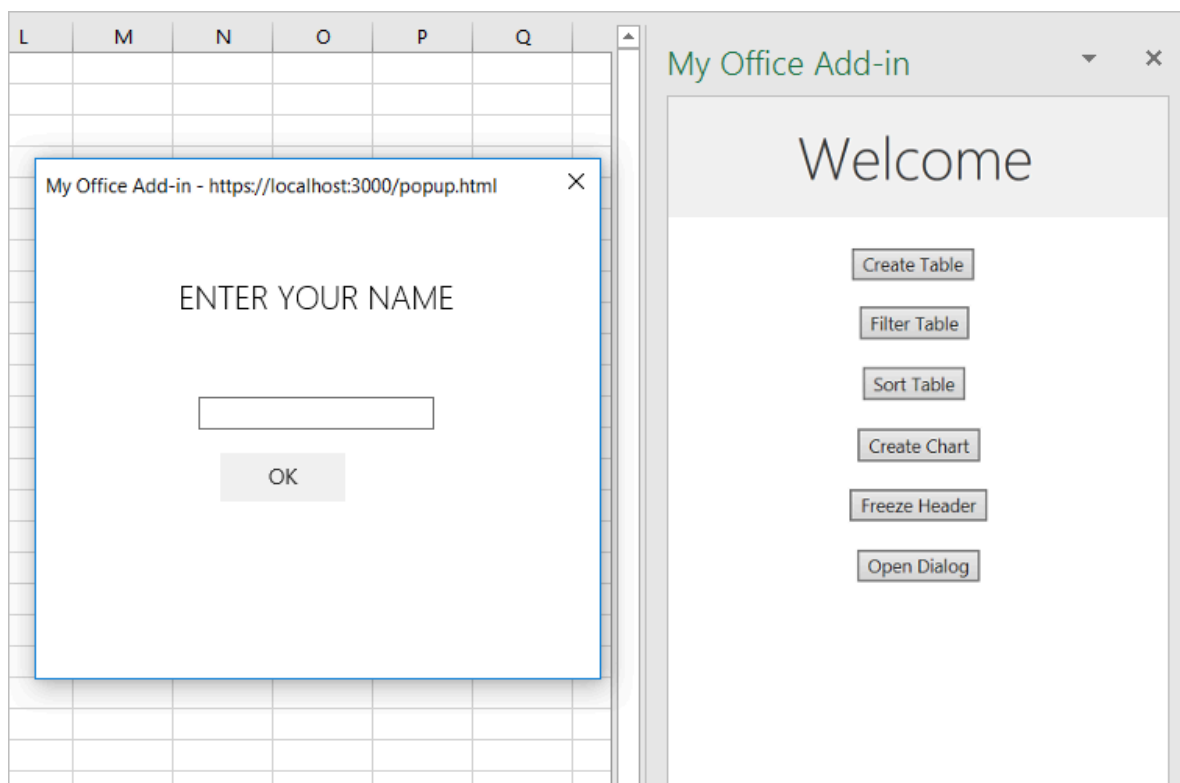 L M N O P Q
My Office Add-in - https://localhost:3000/popup.html
ENTER YOUR NAME
OK
My Office Add-in
Welcome
Create Table
Filter Table
Sort Table
Create Chart
Freeze Header
Open Dialog